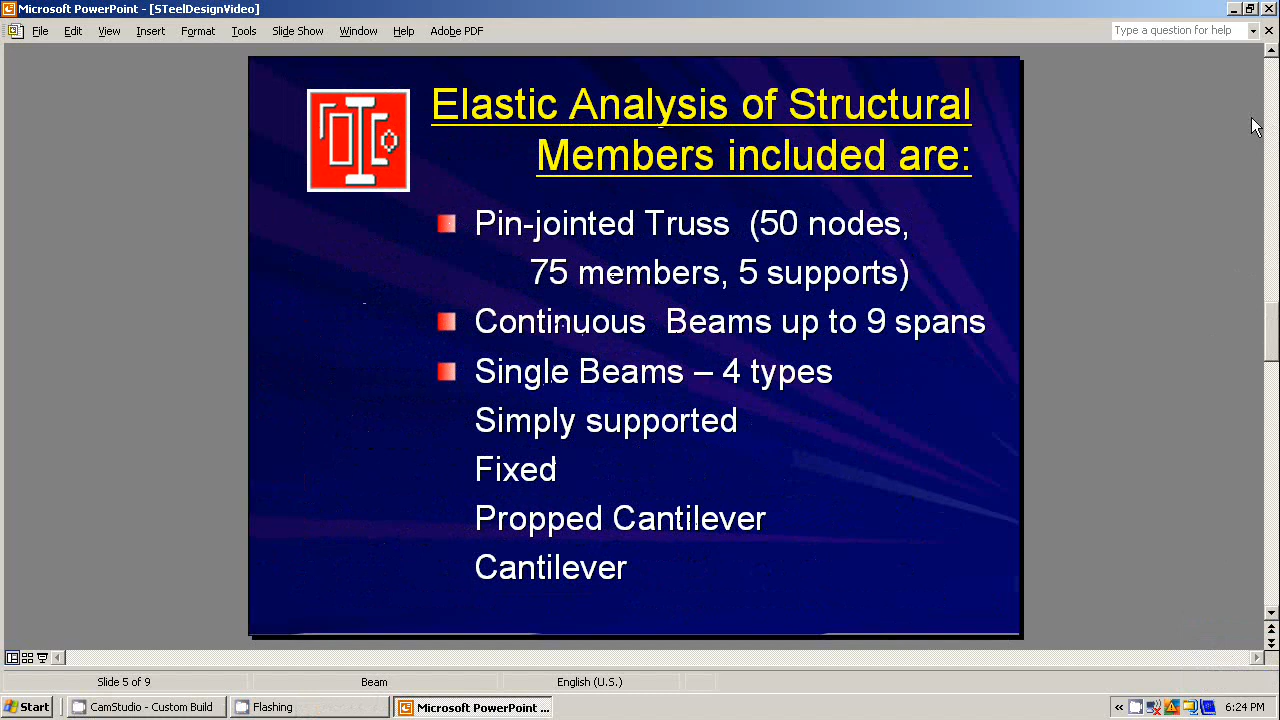 Microsoft PowerPoint - [STeelDesignVideo]
File Edit View Insert Format Tools Slide Show Window Help Adobe PDF
Type a question for help
Elastic Analysis of Structural
Members included are:
Pin-jointed Truss (50 nodes,
75 members, 5 supports)
Continuous Beams up to 9 spans
Single Beams – 4 types
Simply supported
Fixed
Propped Cantilever
Cantilever
Slide 5 of 9 Beam English (U.S.)
Start CamStudio - Custom Build Flashing Microsoft PowerPoint ... 6:24 PM